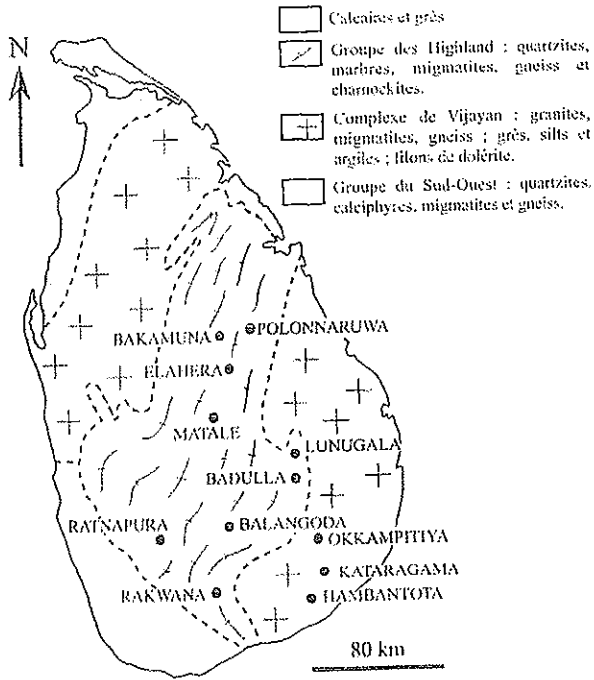 Calcaires et grès
N
Groupe des Highland : quartzites,
marbres, migmatites, gneiss et
charnockites.
Complexe de Vijayan : granites,
migmatites, gneiss ; grès, silts et
argiles ; filons de dolérite.
Groupe du Sud-Ouest : quartzites,
calciphyres, migmatites et gneiss.
BAKAMUNA
POLONNARUWA
ELAHERA
MATALE
LUNUGALA
BADULLA
RATNAPURA
BALANGODA
OKKAMPITIYA
KATARAGAMA
RAKWANA
HAMBANTOTA
80 km